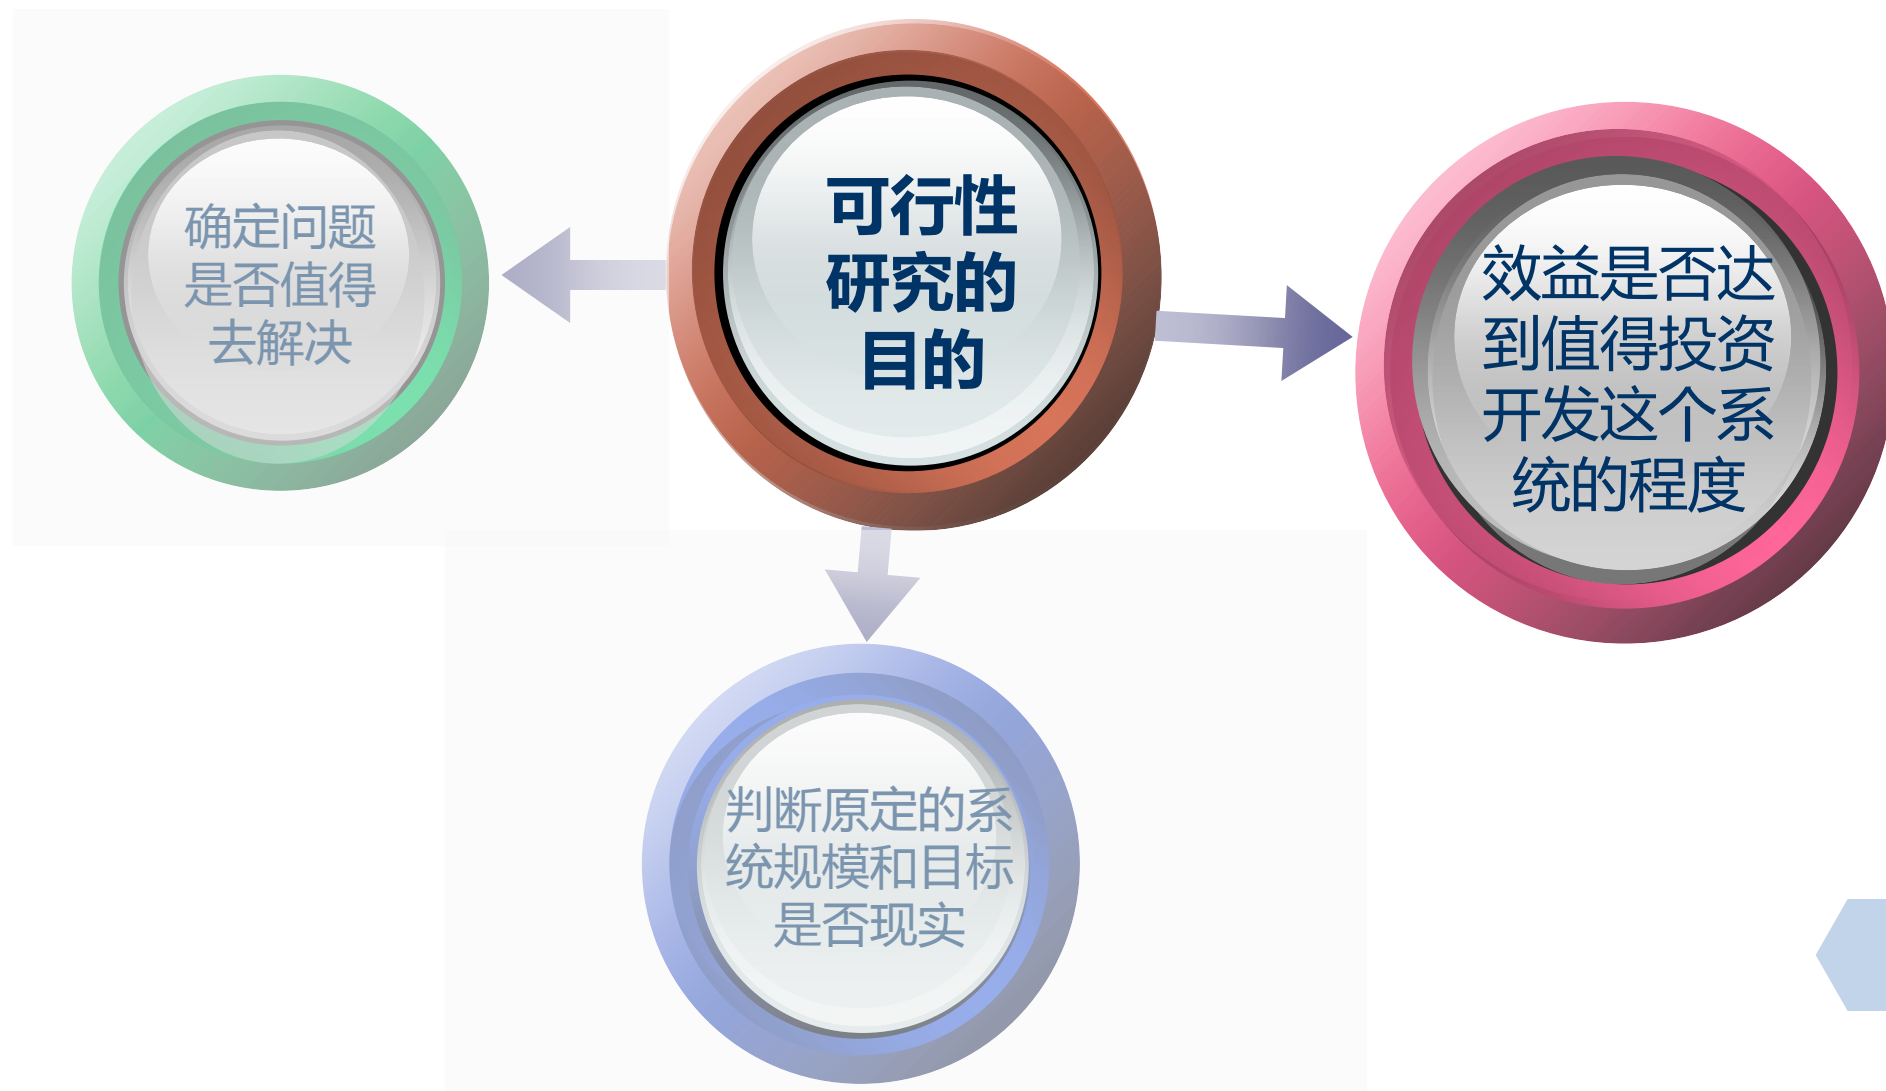 可行性
研究的
目的
确定问题
是否值得
去解决
效益是否达
到值得投资
开发这个系
统的程度
判断原定的系
统规模和目标
是否现实